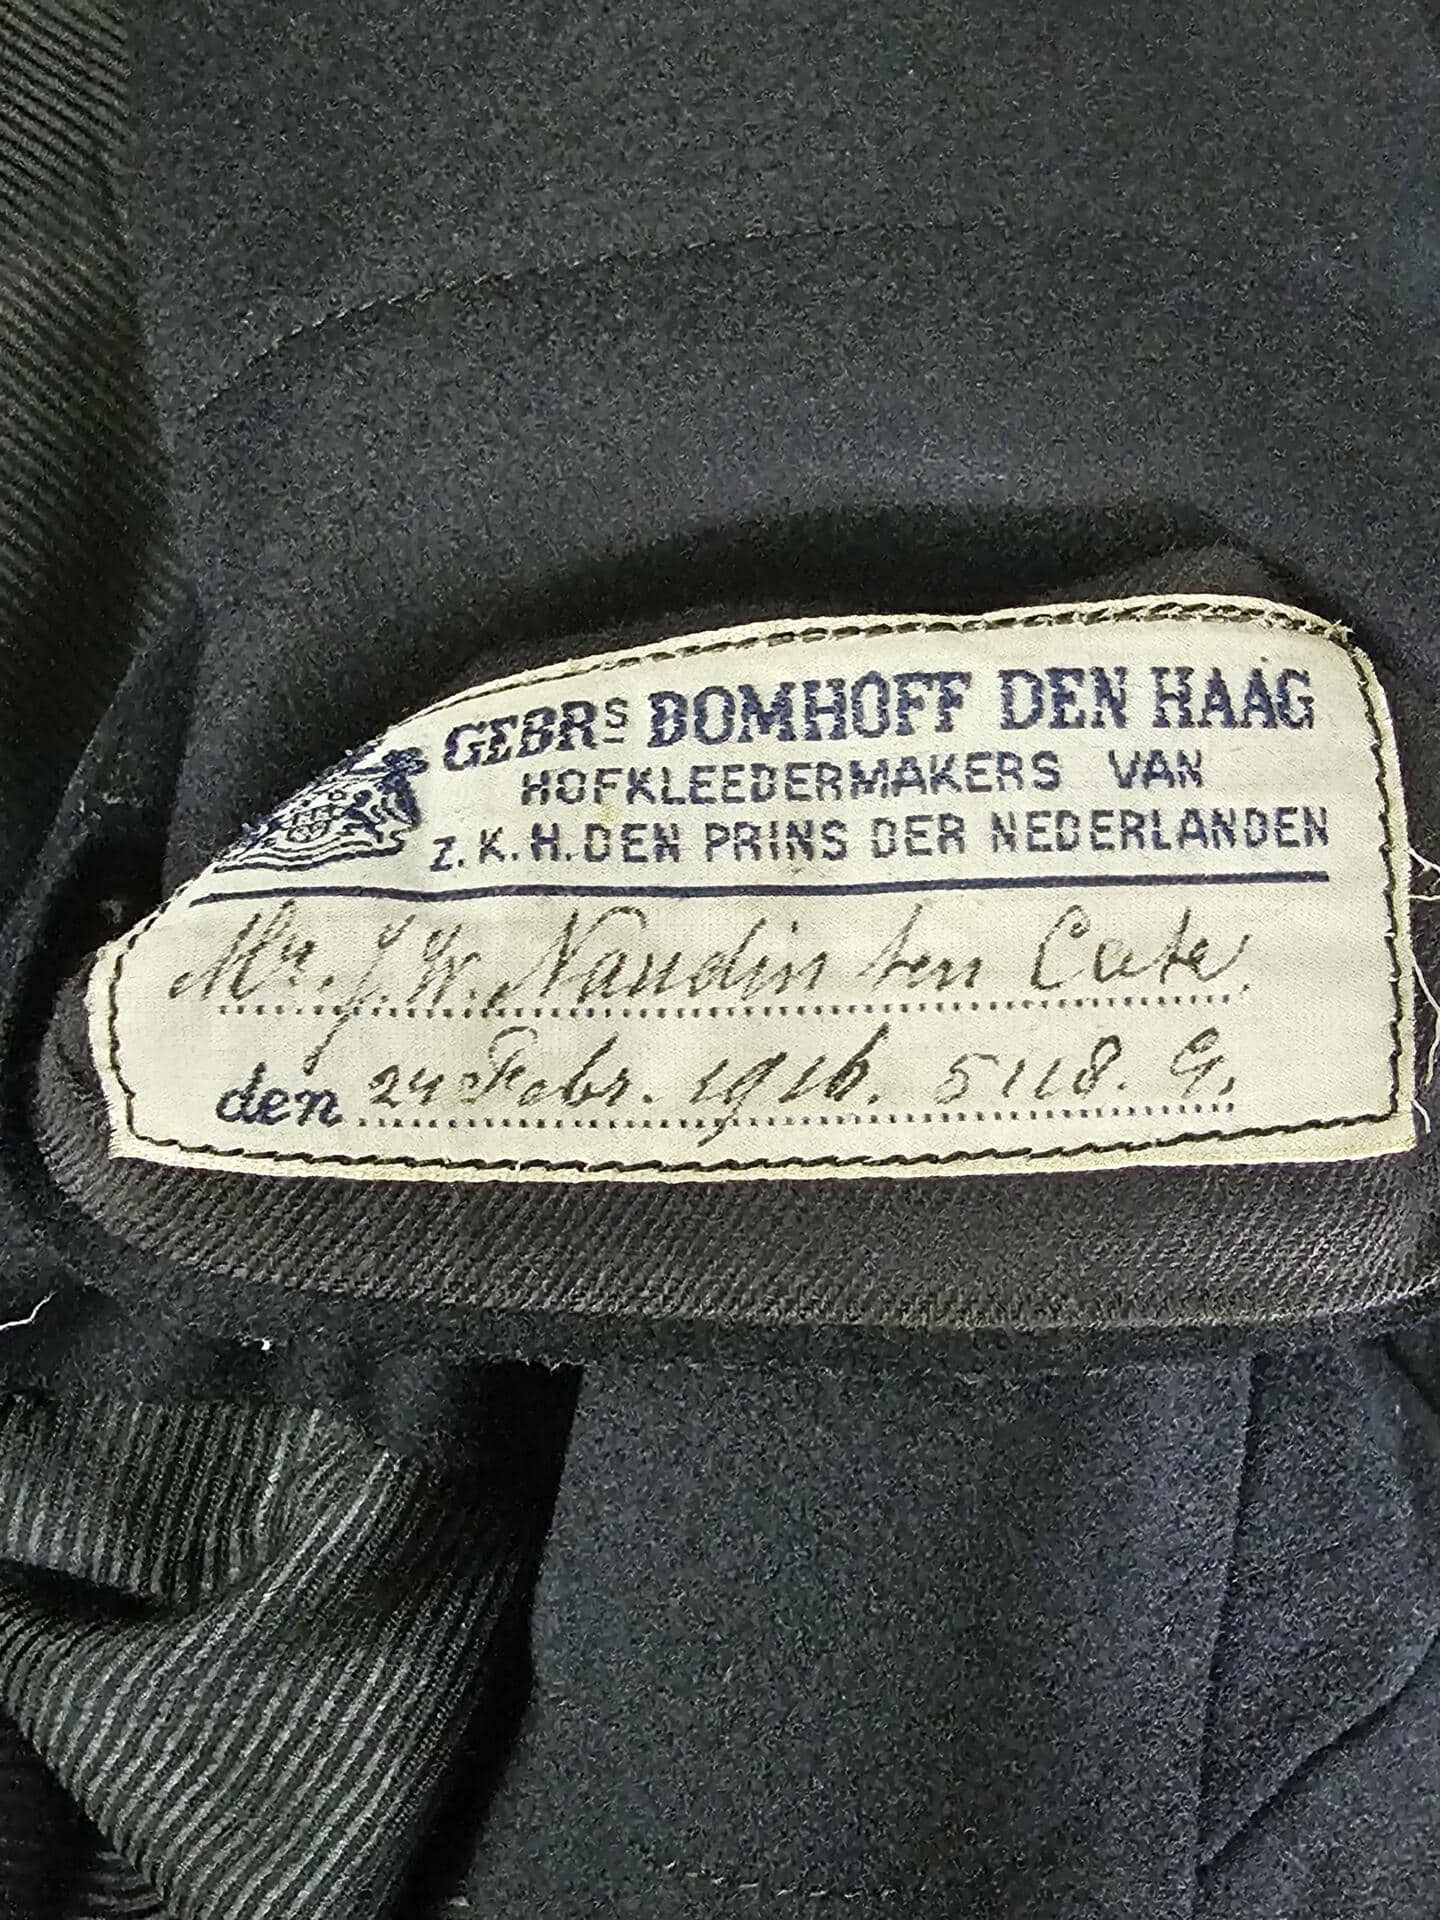 GEBRS DOMHOFF DEN HAAG
HOFKLEEDERMAKERS VAN
Z.K.H. DEN PRINS DER NEDERLANDEN
Mr. J. W. Naudin ten Cate,
den 24 Febr. 1916. 5118. G.